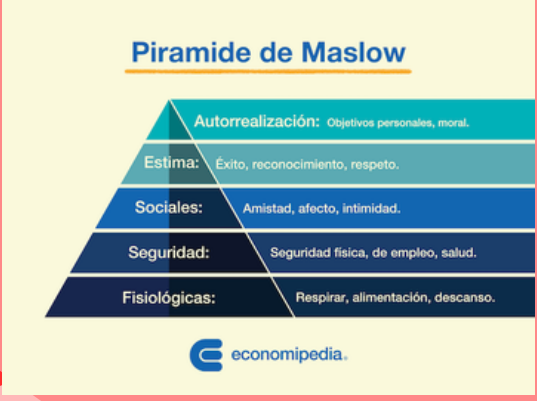 Piramide de Maslow
Autorrealización: Objetivos personales, moral.
Estima: Éxito, reconocimiento, respeto.
Sociales: Amistad, afecto, intimidad.
Seguridad: Seguridad física, de empleo, salud.
Fisiológicas: Respirar, alimentación, descanso.
economipedia.